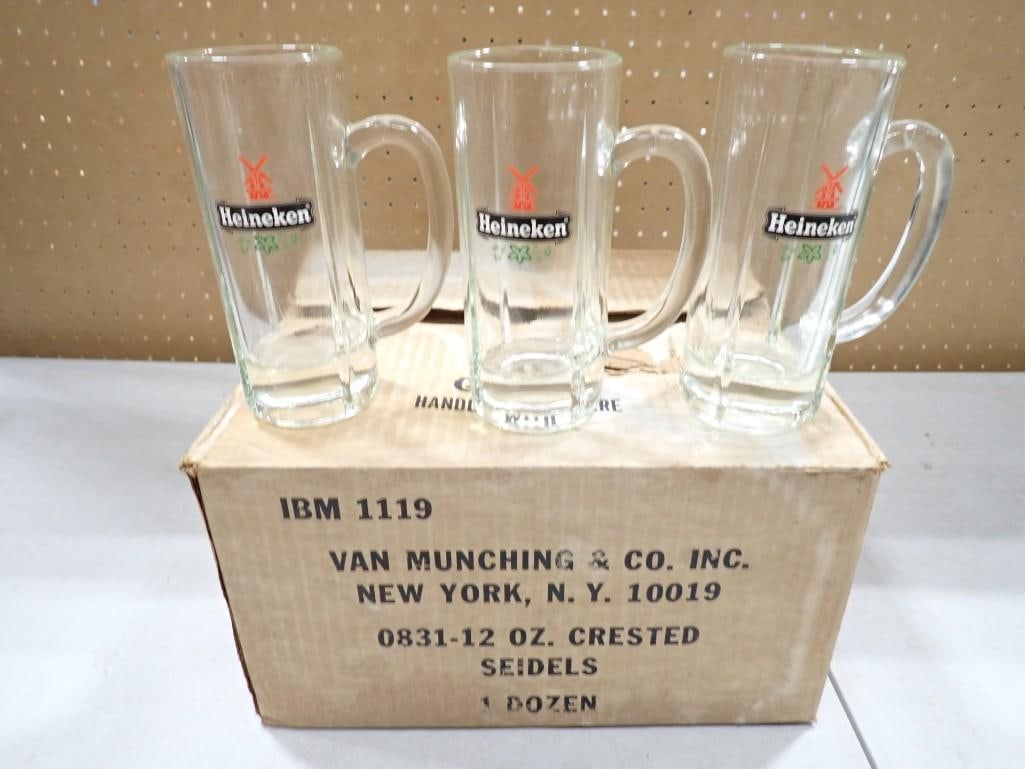 Heineken
Heineken
Heineken
IBM 1119
VAN MUNCHING & CO. INC.
NEW YORK, N. Y. 10019
0831-12 OZ. CRESTED
SEIDELS
1 DOZEN